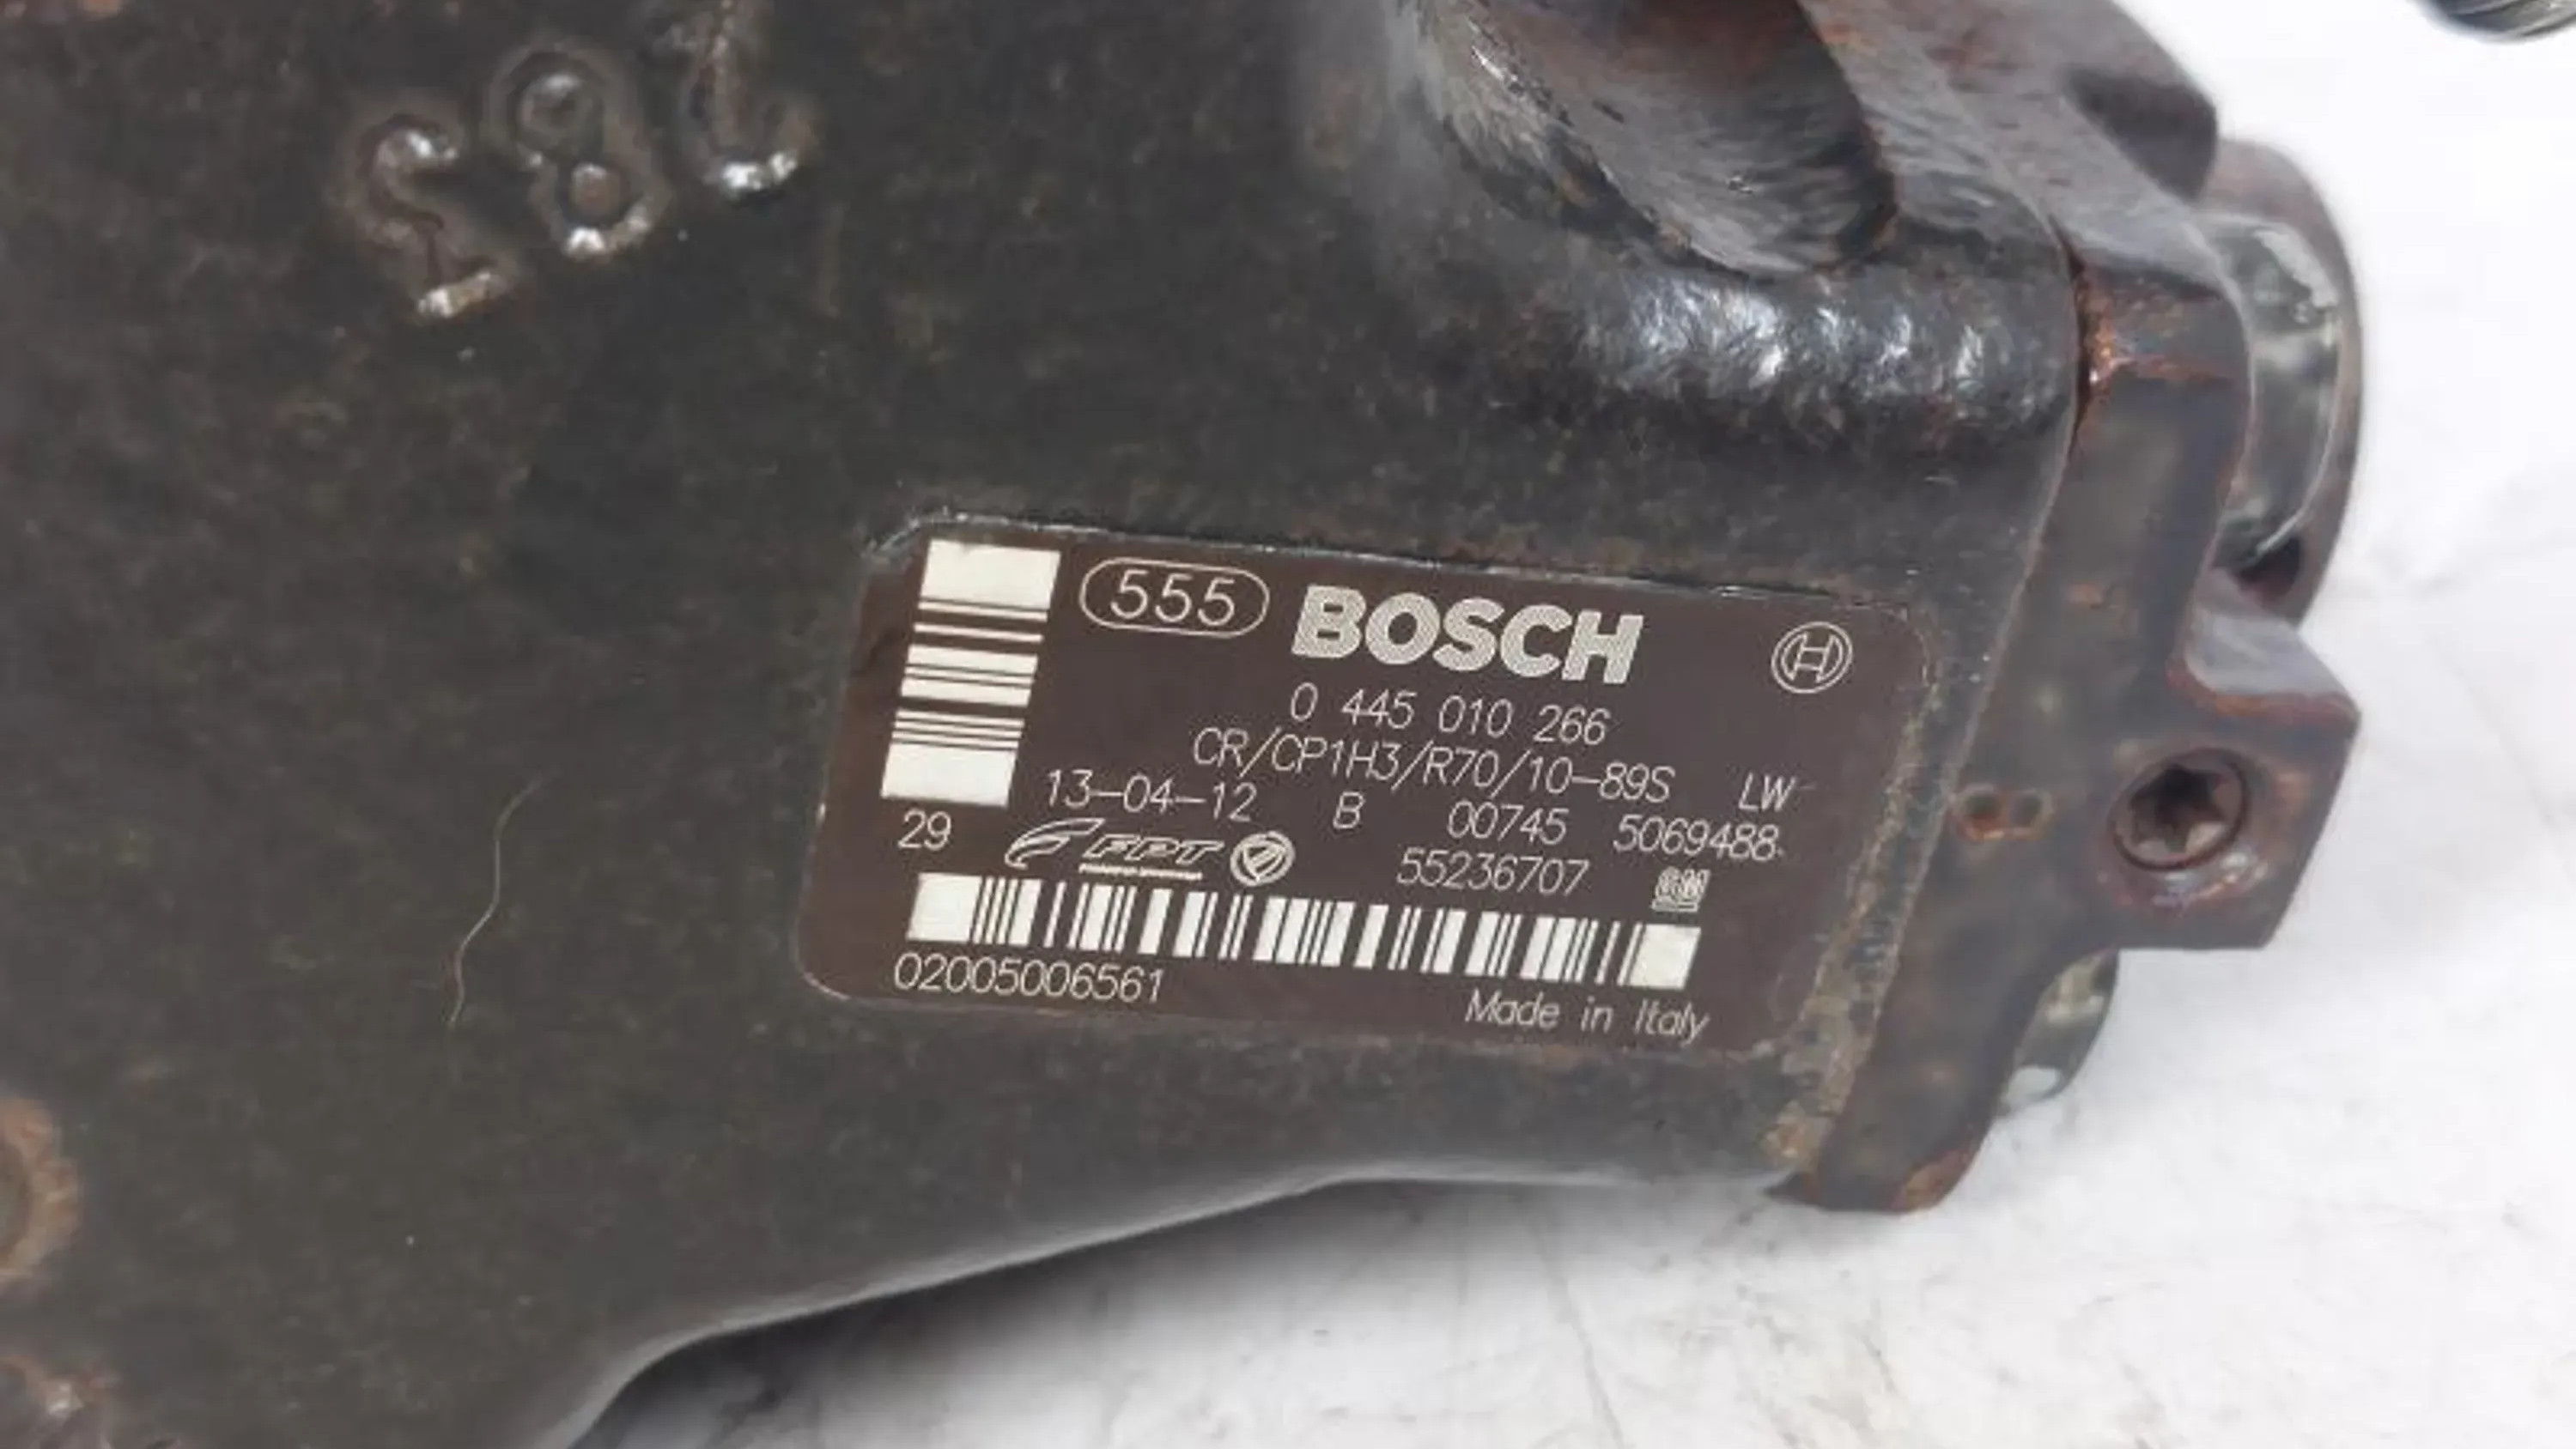 555 BOSCH
0 445 010 266
CR/CP1H3/R70/10-89S LW
13-04-12 B 00745 5069488
29 FPT 55236707 GM
02005006561
Made in Italy